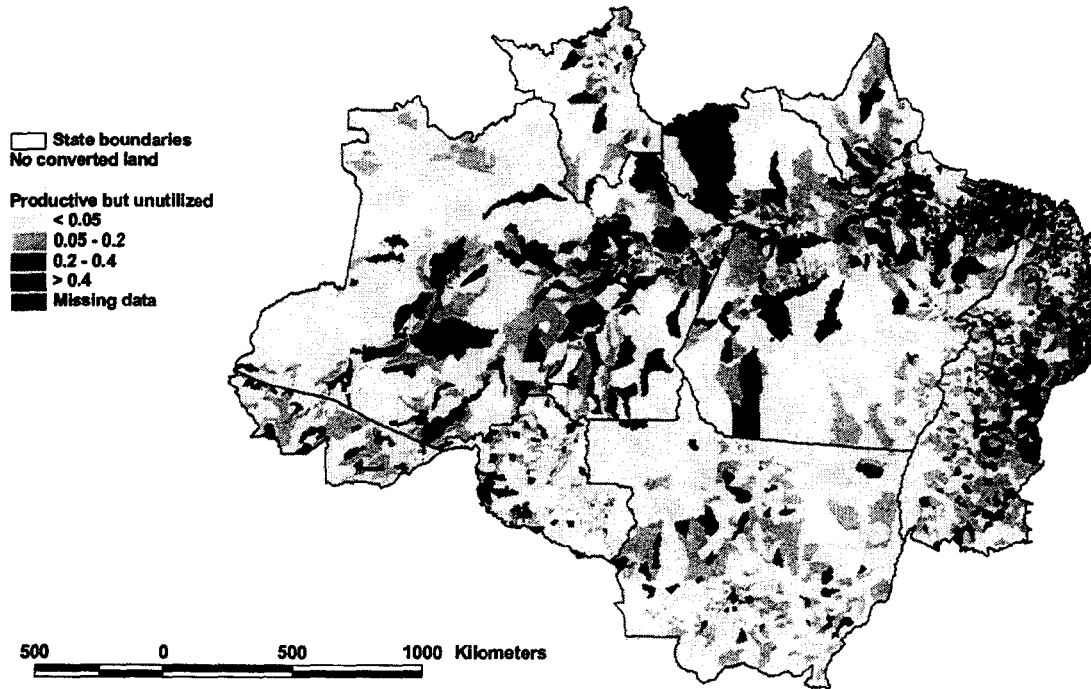 State boundaries
No converted land
Productive but unutilized
< 0.05
0.05 - 0.2
0.2 - 0.4
> 0.4
Missing data
500 0 500 1000 Kilometers